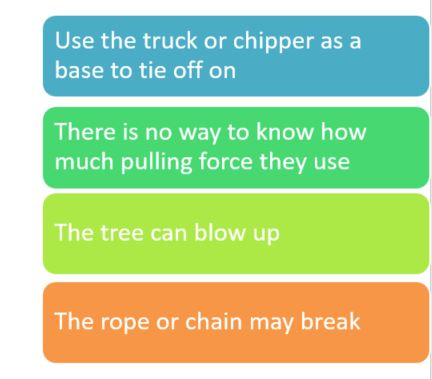 Use the truck or chipper as a
base to tie off on
There is no way to know how
much pulling force they use
The tree can blow up
The rope or chain may break